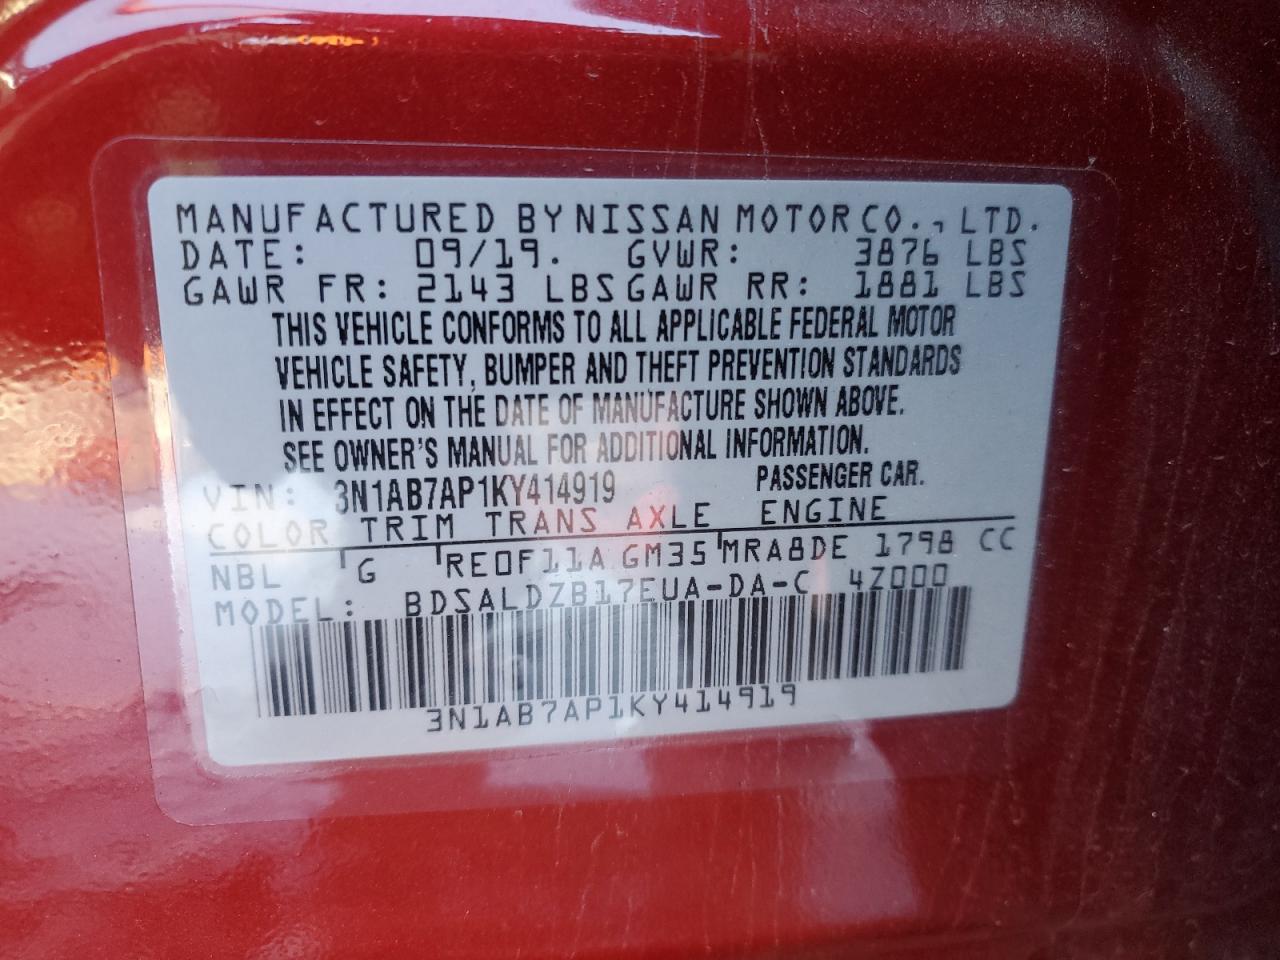 MANUFACTURED BY NISSAN MOTOR CO., LTD.
DATE: 09/19. GVWR: 3876 LBS
GAWR FR: 2143 LBS GAWR RR: 1881 LBS
THIS VEHICLE CONFORMS TO ALL APPLICABLE FEDERAL MOTOR
VEHICLE SAFETY, BUMPER AND THEFT PREVENTION STANDARDS
IN EFFECT ON THE DATE OF MANUFACTURE SHOWN ABOVE.
SEE OWNER'S MANUAL FOR ADDITIONAL INFORMATION.
VIN: 3N1AB7AP1KY414919 PASSENGER CAR.
COLOR TRIM TRANS AXLE ENGINE
NBL G RE0F11A GM35 MRA8DE 1798 CC
MODEL: BDSALDZB17EUA-DA-C 4Z000
3N1AB7AP1KY414919